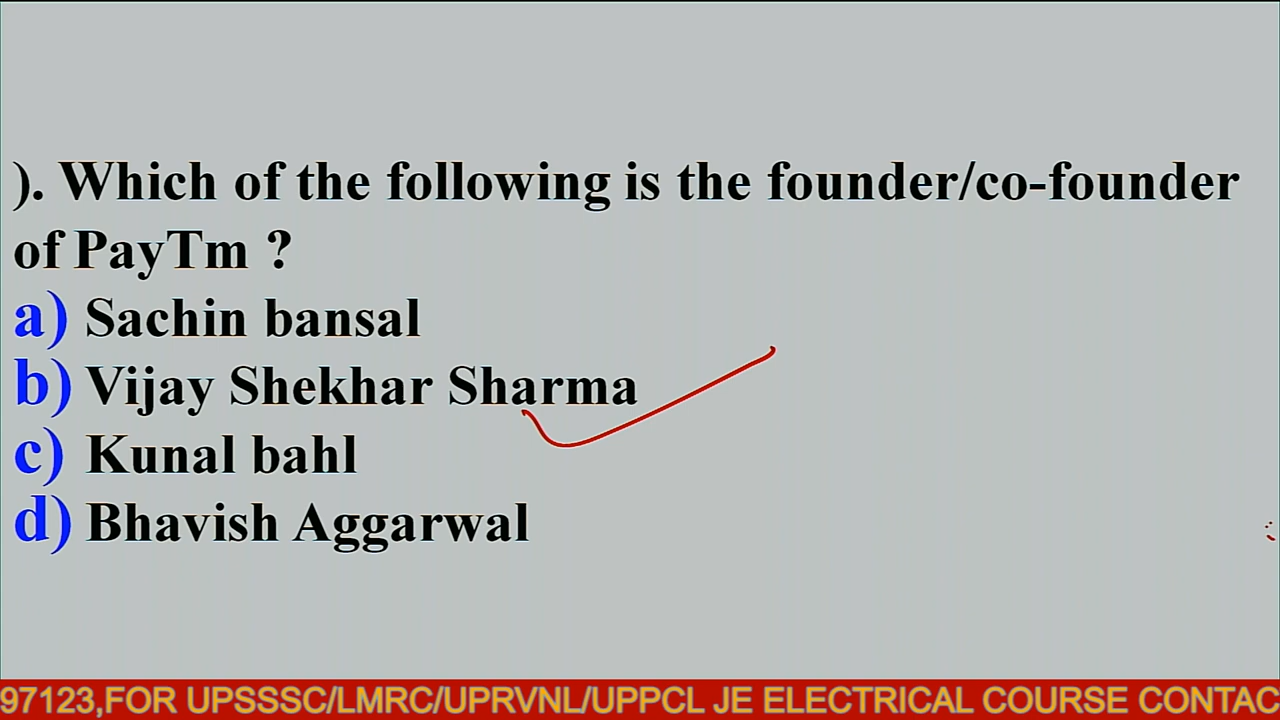 ). Which of the following is the founder/co-founder
of PayTm ?
a) Sachin bansal
b) Vijay Shekhar Sharma
c) Kunal bahl
d) Bhavish Aggarwal
97123,FOR UPSSSC/LMRC/UPRVNL/UPPCL JE ELECTRICAL COURSE CONTAC